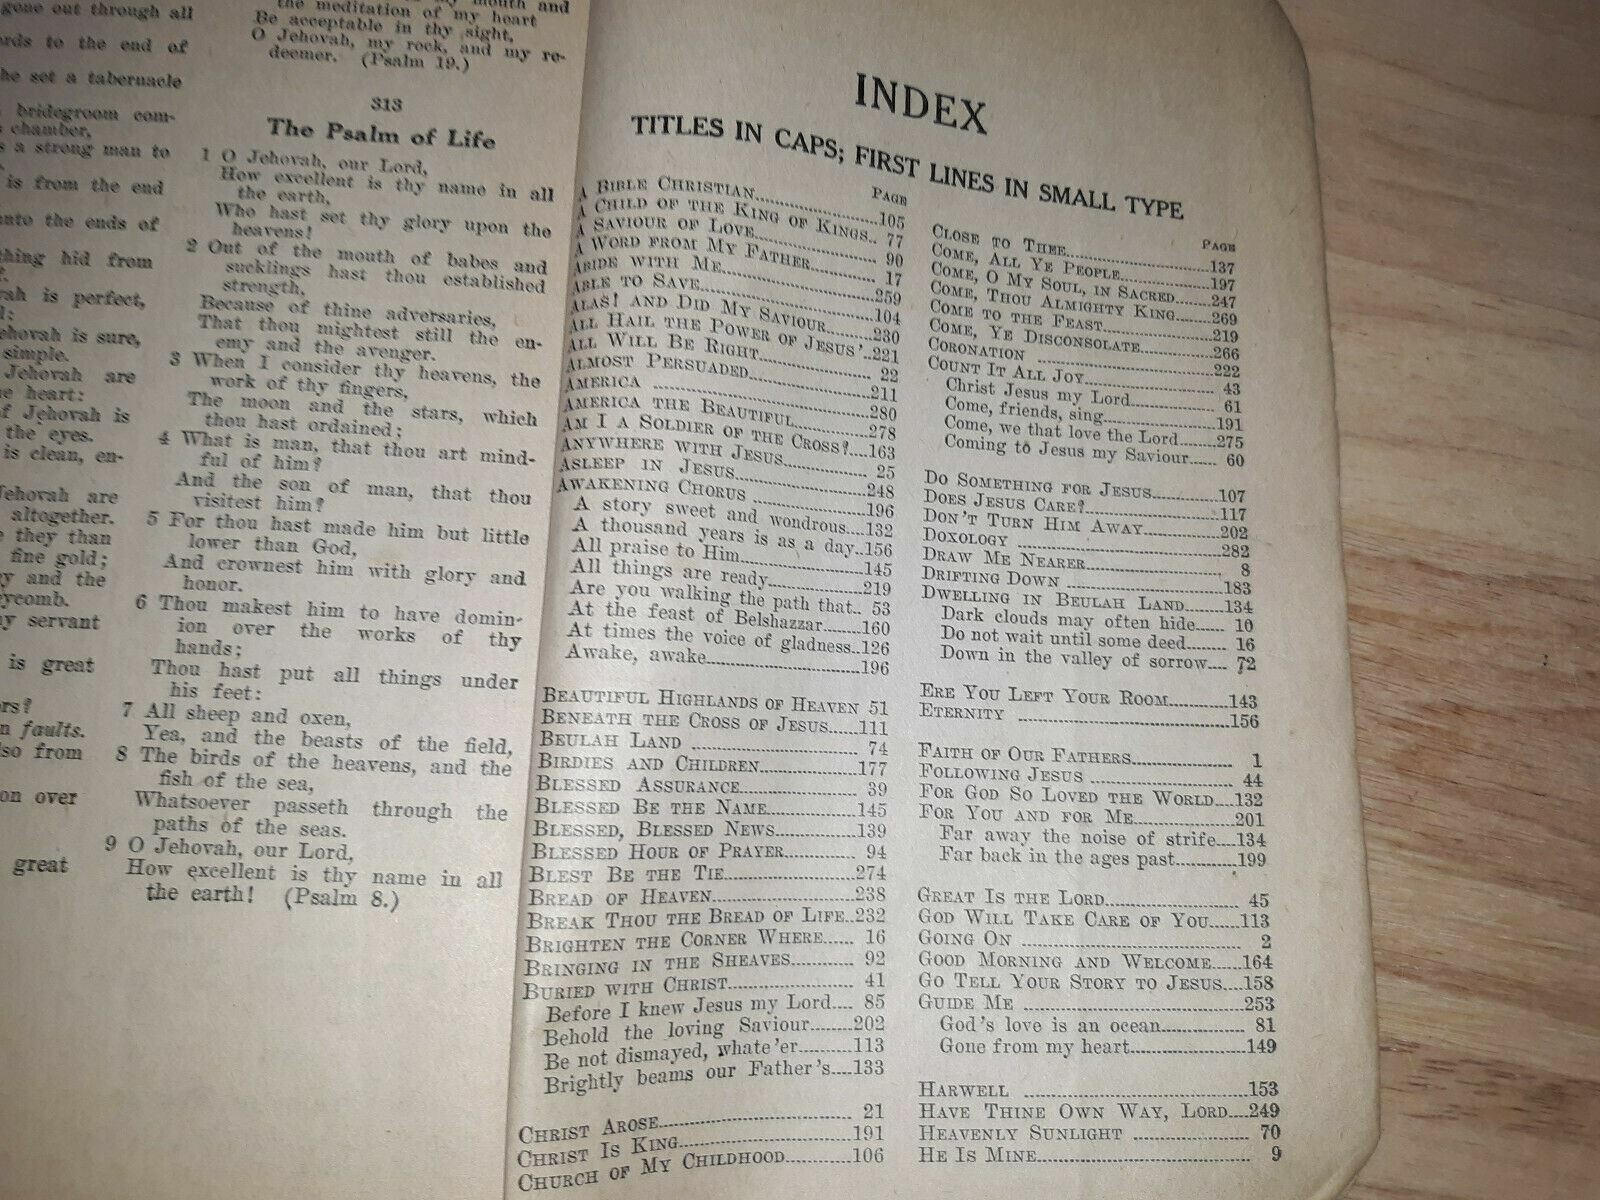 gone out through all
ords to the end of
he set a tabernacle
bridegroom com-
chamber,
s a strong man to
is from the end
nto the ends of
thing hid from
vah is perfect,
ehovah is sure,
simple.
Jehovah are
e heart:
of Jehovah is
the eyes.
is clean, en-
Jehovah are
altogether.
they than
fine gold;
y and the
ycomb.
y servant
is great
ors?
n faults.
lso from
on over
great
mouth and
the meditation of my heart
Be acceptable in thy sight,
O Jehovah, my rock, and my re-
deemer. (Psalm 19.)
313
The Psalm of Life
1 O Jehovah, our Lord,
How excellent is thy name in all
the earth,
Who hast set thy glory upon the
heavens!
2 Out of the mouth of babes and
sucklings hast thou established
strength,
Because of thine adversaries,
That thou mightest still the en-
emy and the avenger.
3 When I consider thy heavens, the
work of thy fingers,
The moon and the stars, which
thou hast ordained;
4 What is man, that thou art mind-
ful of him?
And the son of man, that thou
visitest him?
5 For thou hast made him but little
lower than God,
And crownest him with glory and
honor.
6 Thou makest him to have domin-
ion over the works of thy
hands;
Thou hast put all things under
his feet:
7 All sheep and oxen,
Yea, and the beasts of the field,
8 The birds of the heavens, and the
fish of the sea,
Whatsoever passeth through the
paths of the seas.
9 O Jehovah, our Lord,
How excellent is thy name in all
the earth! (Psalm 8.)
INDEX
TITLES IN CAPS; FIRST LINES IN SMALL TYPE
PAGE
A BIBLE CHRISTIAN.....105
A CHILD OF THE KING OF KINGS.. 77
A SAVIOUR OF LOVE..... 90
A WORD FROM MY FATHER..... 17
ABIDE WITH ME.....259
ABLE TO SAVE.....104
ALAS! AND DID MY SAVIOUR.....230
ALL HAIL THE POWER OF JESUS'..221
ALL WILL BE RIGHT..... 22
ALMOST PERSUADED.....211
AMERICA .....280
AMERICA THE BEAUTIFUL.....278
AM I A SOLDIER OF THE CROSS?....163
ANYWHERE WITH JESUS..... 25
ASLEEP IN JESUS.....248
AWAKENING CHORUS .....196
A story sweet and wondrous.....132
A thousand years is as a day..156
All praise to Him.....145
All things are ready.....219
Are you walking the path that.. 53
At the feast of Belshazzar.....160
At times the voice of gladness..126
Awake, awake.....196
BEAUTIFUL HIGHLANDS OF HEAVEN 51
BENEATH THE CROSS OF JESUS.....111
BEULAH LAND ..... 74
BIRDIES AND CHILDREN.....177
BLESSED ASSURANCE..... 39
BLESSED BE THE NAME.....145
BLESSED, BLESSED NEWS.....139
BLESSED HOUR OF PRAYER..... 94
BLEST BE THE TIE.....274
BREAD OF HEAVEN.....238
BREAK THOU THE BREAD OF LIFE..232
BRIGHTEN THE CORNER WHERE..... 16
BRINGING IN THE SHEAVES..... 92
BURIED WITH CHRIST..... 41
Before I knew Jesus my Lord.... 85
Behold the loving Saviour.....202
Be not dismayed, whate'er.....113
Brightly beams our Father's....133
CHRIST AROSE..... 21
CHRIST IS KING.....191
CHURCH OF MY CHILDHOOD.....106
PAGE
CLOSE TO THEE.....137
COME, ALL YE PEOPLE.....197
COME, O MY SOUL, IN SACRED.....247
COME, THOU ALMIGHTY KING.....269
COME TO THE FEAST.....219
COME, YE DISCONSOLATE.....266
CORONATION .....222
COUNT IT ALL JOY..... 43
Christ Jesus my Lord..... 61
Come, friends, sing.....191
Come, we that love the Lord.....275
Coming to Jesus my Saviour..... 60
DO SOMETHING FOR JESUS.....107
DOES JESUS CARE?.....117
DON'T TURN HIM AWAY.....202
DOXOLOGY .....282
DRAW ME NEARER..... 8
DRIFTING DOWN .....183
DWELLING IN BEULAH LAND.....134
Dark clouds may often hide..... 10
Do not wait until some deed..... 16
Down in the valley of sorrow.... 72
ERE YOU LEFT YOUR ROOM.....143
ETERNITY .....156
FAITH OF OUR FATHERS..... 1
FOLLOWING JESUS ..... 44
FOR GOD SO LOVED THE WORLD....132
FOR YOU AND FOR ME.....201
Far away the noise of strife....134
Far back in the ages past.....199
GREAT IS THE LORD..... 45
GOD WILL TAKE CARE OF YOU.....113
GOING ON ..... 2
GOOD MORNING AND WELCOME.....164
GO TELL YOUR STORY TO JESUS....158
GUIDE ME .....253
God's love is an ocean..... 81
Gone from my heart.....149
HARWELL .....153
HAVE THINE OWN WAY, LORD....249
HEAVENLY SUNLIGHT ..... 70
HE IS MINE..... 9